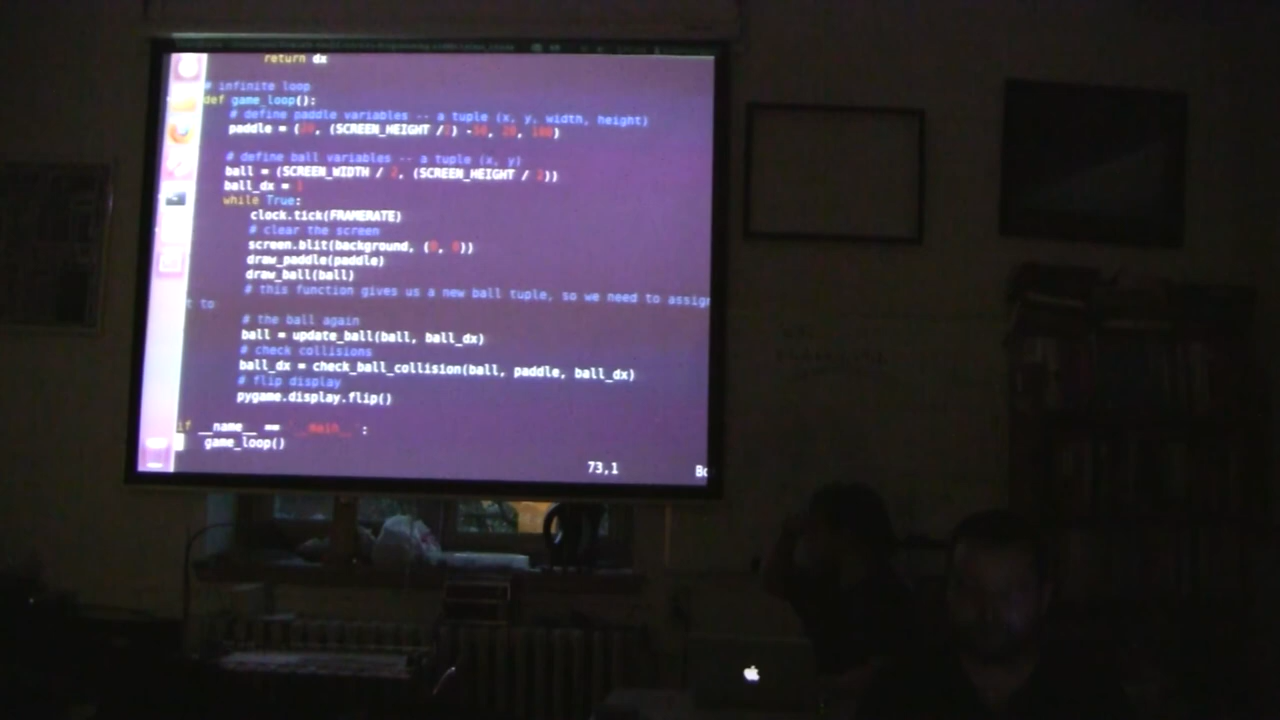 return dx
# infinite loop
def game_loop():
# define paddle variables -- a tuple (x, y, width, height)
paddle = (, (SCREEN_HEIGHT /) -, 20, 100)
# define ball variables -- a tuple (x, y)
ball = (SCREEN_WIDTH / 2, (SCREEN_HEIGHT / 2))
ball_dx = 1
while True:
clock.tick(FRAMERATE)
# clear the screen
screen.blit(background, (0, 0))
draw_paddle(paddle)
draw_ball(ball)
# this function gives us a new ball tuple, so we need to assign
t to
# the ball again
ball = update_ball(ball, ball_dx)
# check collisions
ball_dx = check_ball_collision(ball, paddle, ball_dx)
# flip display
pygame.display.flip()
if __name__ == '__main__':
game_loop()
73,1 Bo